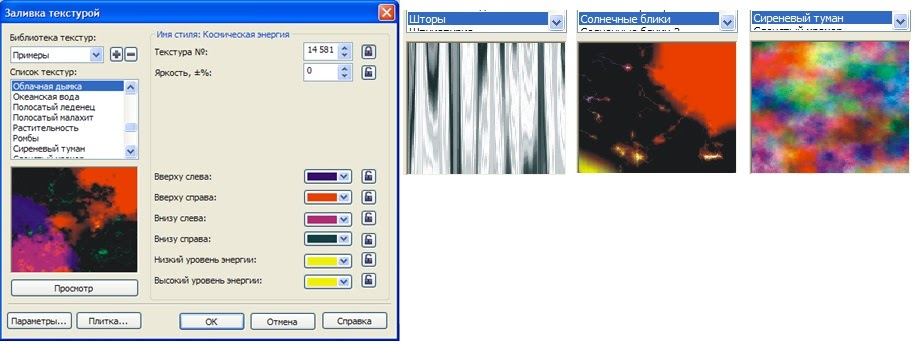 Заливка текстурой
Библиотека текстур:
Примеры
Список текстур:
Облачная дымка
Океанская вода
Полосатый леденец
Полосатый малахит
Растительность
Ромбы
Сиреневый туман
Просмотр
Имя стиля: Космическая энергия
Текстура №:
14 581
Яркость, ±%:
0
Вверху слева:
Вверху справа:
Внизу слева:
Внизу справа:
Низкий уровень энергии:
Высокий уровень энергии:
Параметры...
Плитка...
ОК
Отмена
Справка
Шторы
Солнечные блики
Сиреневый туман